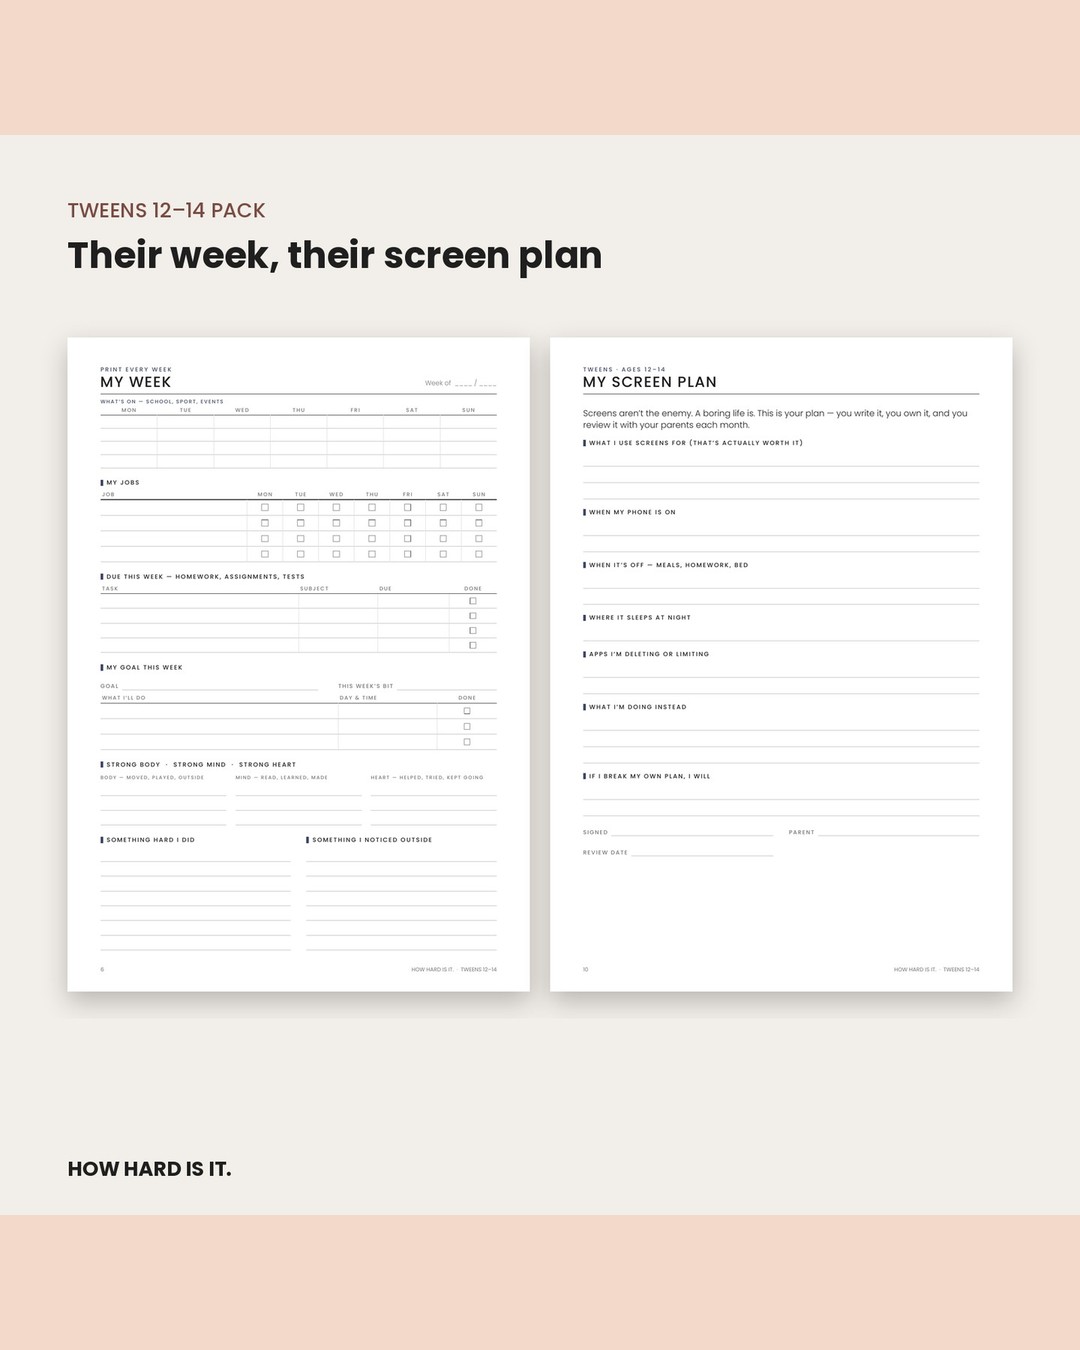 TWEENS 12–14 PACK
Their week, their screen plan
PRINT EVERY WEEK
MY WEEK
Week of ____ / ____
WHAT'S ON — SCHOOL, SPORT, EVENTS
MON TUE WED THU FRI SAT SUN
MY JOBS
JOB MON TUE WED THU FRI SAT SUN
DUE THIS WEEK — HOMEWORK, ASSIGNMENTS, TESTS
TASK SUBJECT DUE DONE
MY GOAL THIS WEEK
GOAL THIS WEEK'S BIT
WHAT I'LL DO DAY & TIME DONE
STRONG BODY · STRONG MIND · STRONG HEART
BODY — MOVED, PLAYED, OUTSIDE MIND — READ, LEARNED, MADE HEART — HELPED, TRIED, KEPT GOING
SOMETHING HARD I DID SOMETHING I NOTICED OUTSIDE
6 HOW HARD IS IT. · TWEENS 12–14
TWEENS · AGES 12–14
MY SCREEN PLAN
Screens aren't the enemy. A boring life is. This is your plan — you write it, you own it, and you
review it with your parents each month.
WHAT I USE SCREENS FOR (THAT'S ACTUALLY WORTH IT)
WHEN MY PHONE IS ON
WHEN IT'S OFF — MEALS, HOMEWORK, BED
WHERE IT SLEEPS AT NIGHT
APPS I'M DELETING OR LIMITING
WHAT I'M DOING INSTEAD
IF I BREAK MY OWN PLAN, I WILL
SIGNED PARENT
REVIEW DATE
10 HOW HARD IS IT. · TWEENS 12–14
HOW HARD IS IT.